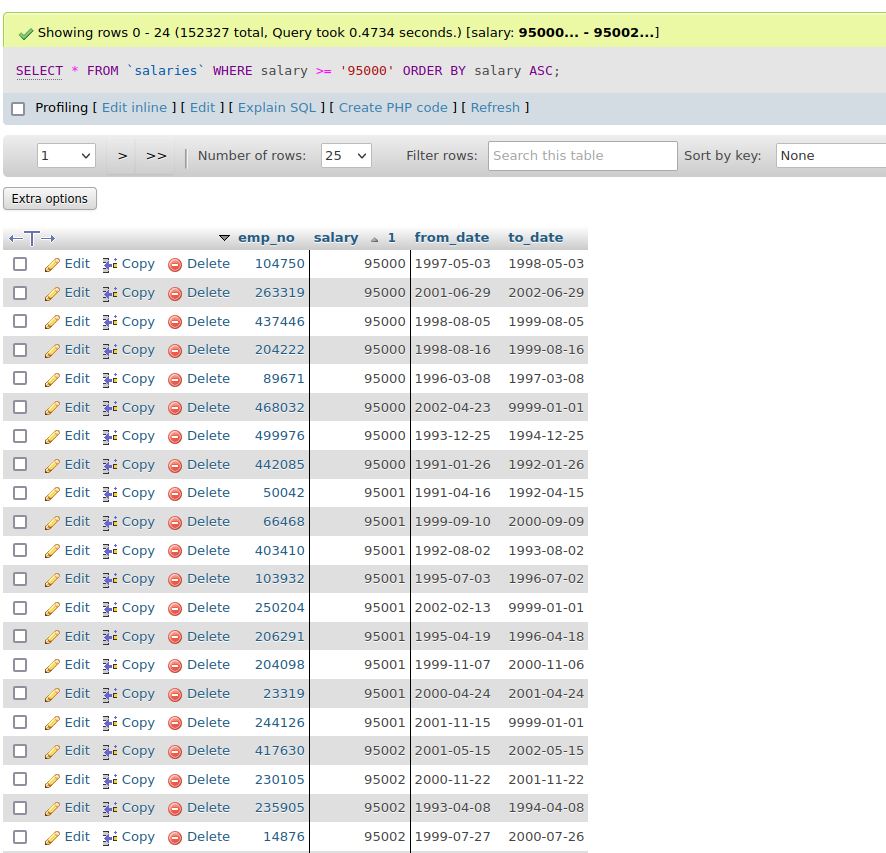 Showing rows 0 - 24 (152327 total, Query took 0.4734 seconds.) [salary: 95000... - 95002...]
SELECT * FROM `salaries` WHERE salary >= '95000' ORDER BY salary ASC;
Profiling [ Edit inline ] [ Edit ] [ Explain SQL ] [ Create PHP code ] [ Refresh ]
1 > >> | Number of rows: 25 Filter rows: Search this table Sort by key: None
Extra options
←T→ emp_no salary 1 from_date to_date
Edit Copy Delete 104750 95000 1997-05-03 1998-05-03
Edit Copy Delete 263319 95000 2001-06-29 2002-06-29
Edit Copy Delete 437446 95000 1998-08-05 1999-08-05
Edit Copy Delete 204222 95000 1998-08-16 1999-08-16
Edit Copy Delete 89671 95000 1996-03-08 1997-03-08
Edit Copy Delete 468032 95000 2002-04-23 9999-01-01
Edit Copy Delete 499976 95000 1993-12-25 1994-12-25
Edit Copy Delete 442085 95000 1991-01-26 1992-01-26
Edit Copy Delete 50042 95001 1991-04-16 1992-04-15
Edit Copy Delete 66468 95001 1999-09-10 2000-09-09
Edit Copy Delete 403410 95001 1992-08-02 1993-08-02
Edit Copy Delete 103932 95001 1995-07-03 1996-07-02
Edit Copy Delete 250204 95001 2002-02-13 9999-01-01
Edit Copy Delete 206291 95001 1995-04-19 1996-04-18
Edit Copy Delete 204098 95001 1999-11-07 2000-11-06
Edit Copy Delete 23319 95001 2000-04-24 2001-04-24
Edit Copy Delete 244126 95001 2001-11-15 9999-01-01
Edit Copy Delete 417630 95002 2001-05-15 2002-05-15
Edit Copy Delete 230105 95002 2000-11-22 2001-11-22
Edit Copy Delete 235905 95002 1993-04-08 1994-04-08
Edit Copy Delete 14876 95002 1999-07-27 2000-07-26